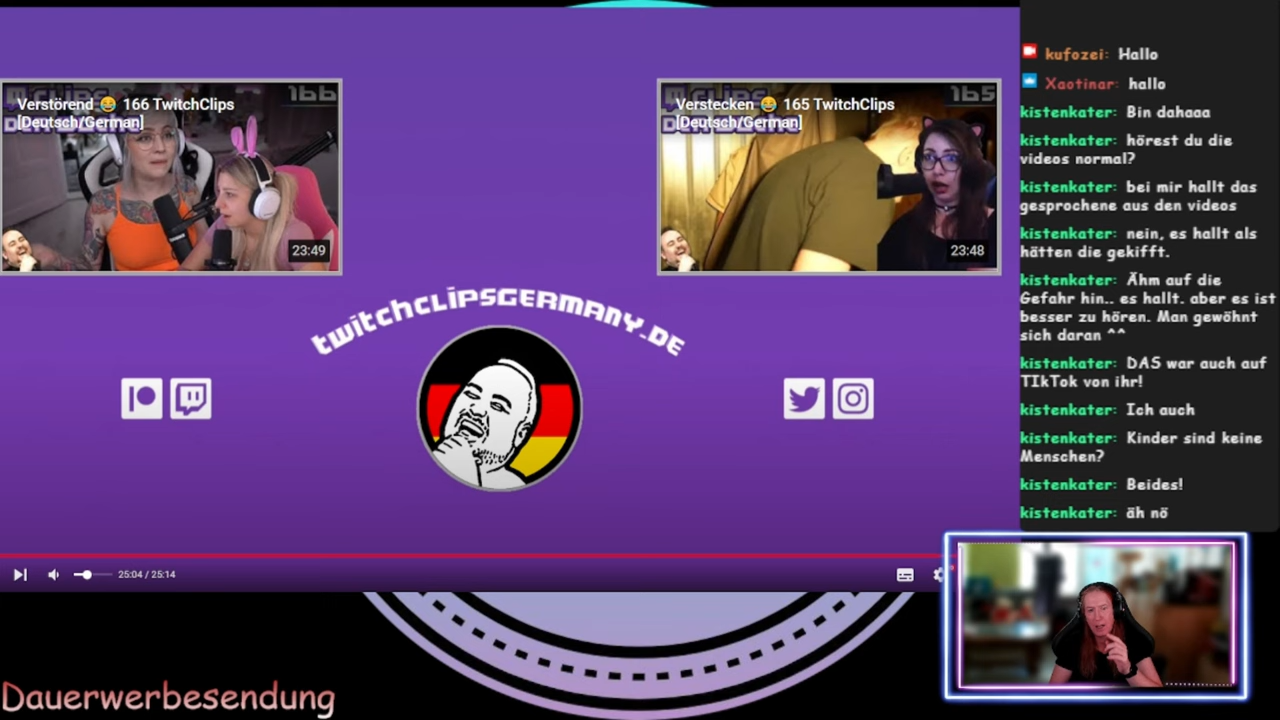 Verstörend 😂 166 TwitchClips
[Deutsch/German]
166
23:49
Verstecken 😂 165 TwitchClips
[Deutsch/German]
165
23:48
twitchclipsgermany.de
25:04 / 25:14
Dauerwerbesendung
kufozei: Hallo
Xaotinar: hallo
kistenkater: Bin dahaaa
kistenkater: hörest du die
videos normal?
kistenkater: bei mir hallt das
gesprochene aus den videos
kistenkater: nein, es hallt als
hätten die gekifft.
kistenkater: Ähm auf die
Gefahr hin.. es hallt. aber es ist
besser zu hören. Man gewöhnt
sich daran ^^
kistenkater: DAS war auch auf
TIkTok von ihr!
kistenkater: Ich auch
kistenkater: Kinder sind keine
Menschen?
kistenkater: Beides!
kistenkater: äh nö